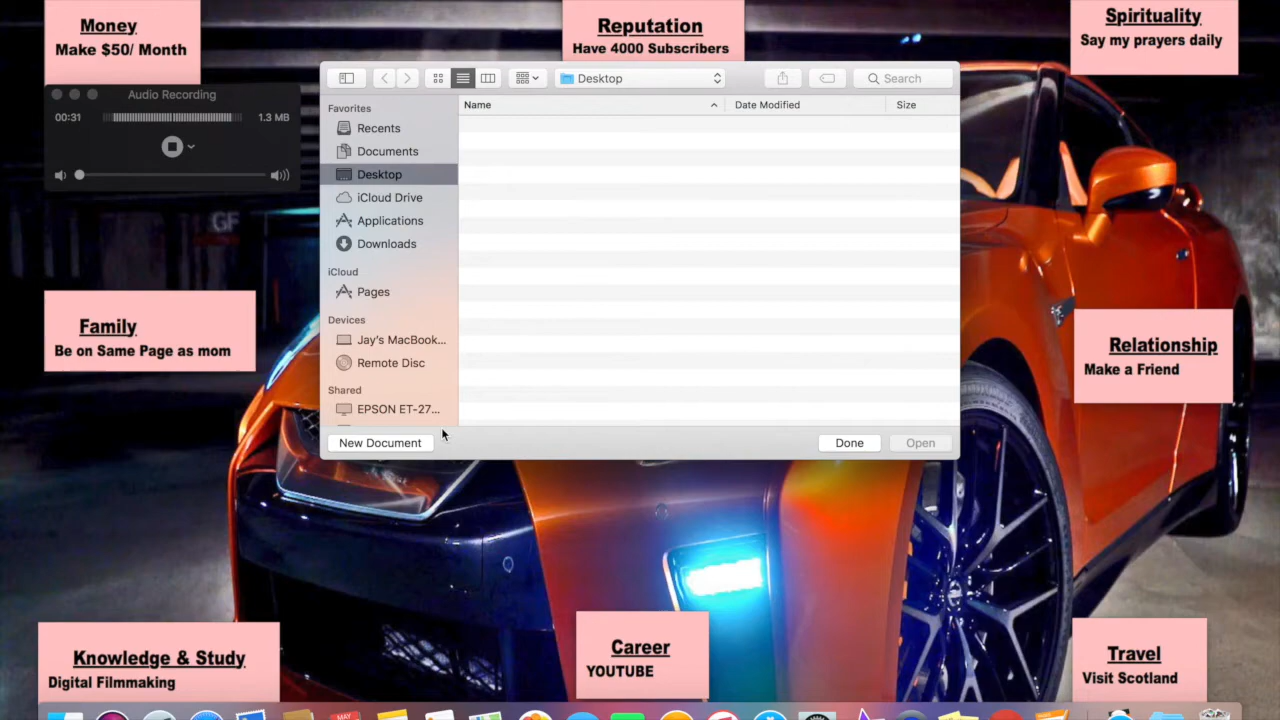 Money
Make $50/ Month
Reputation
Have 4000 Subscribers
Spirituality
Say my prayers daily
Audio Recording
00:31
1.3 MB
Desktop
Search
Favorites
Recents
Documents
Desktop
iCloud Drive
Applications
Downloads
iCloud
Pages
Devices
Jay's MacBook...
Remote Disc
Shared
EPSON ET-27...
Name
Date Modified
Size
New Document
Done
Open
GF
Family
Be on Same Page as mom
Relationship
Make a Friend
Knowledge & Study
Digital Filmmaking
Career
YOUTUBE
Travel
Visit Scotland
MAY